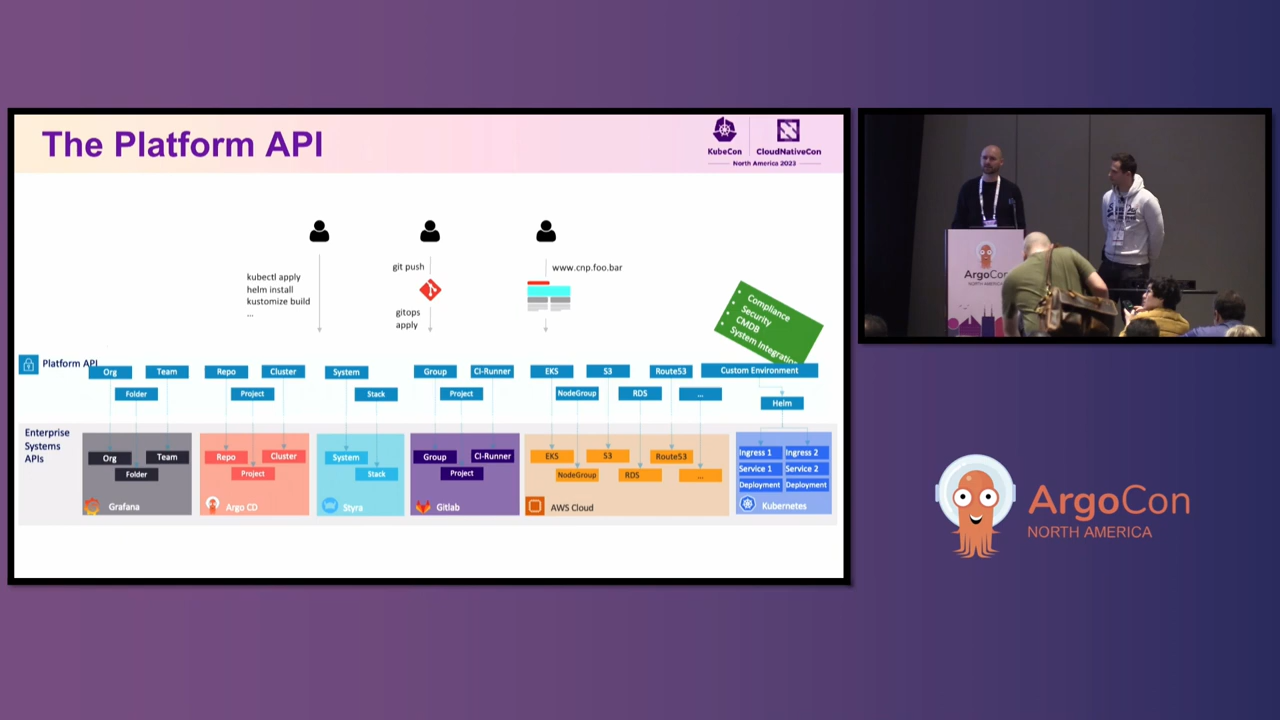 The Platform API
KubeCon
CloudNativeCon
North America 2023
kubectl apply
helm install
kustomize build
...
git push
gitops
apply
www.cnp.foo.bar
• Compliance
• Security
• CMDB
• System Integration
Platform API
Org
Team
Folder
Repo
Cluster
Project
System
Stack
Group
CI-Runner
Project
EKS
S3
Route53
NodeGroup
RDS
...
Custom Environment
Helm
Enterprise
Systems
APIs
Org
Team
Folder
Grafana
Repo
Cluster
Project
Argo CD
System
Stack
Styra
Group
CI-Runner
Project
Gitlab
EKS
S3
Route53
NodeGroup
RDS
...
AWS Cloud
Ingress 1
Ingress 2
Service 1
Service 2
Deployment
Deployment
Kubernetes
ArgoCon
NORTH AMERICA
ArgoCon
NORTH AMERICA